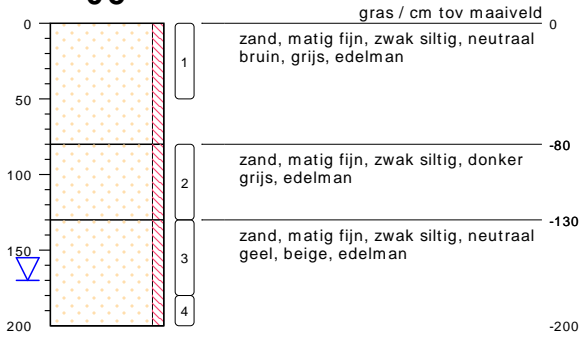 gras / cm tov maaiveld
0
0
zand, matig fijn, zwak siltig, neutraal
bruin, grijs, edelman
1
50
-80
zand, matig fijn, zwak siltig, donker
grijs, edelman
100
2
-130
zand, matig fijn, zwak siltig, neutraal
geel, beige, edelman
150
3
4
200
-200